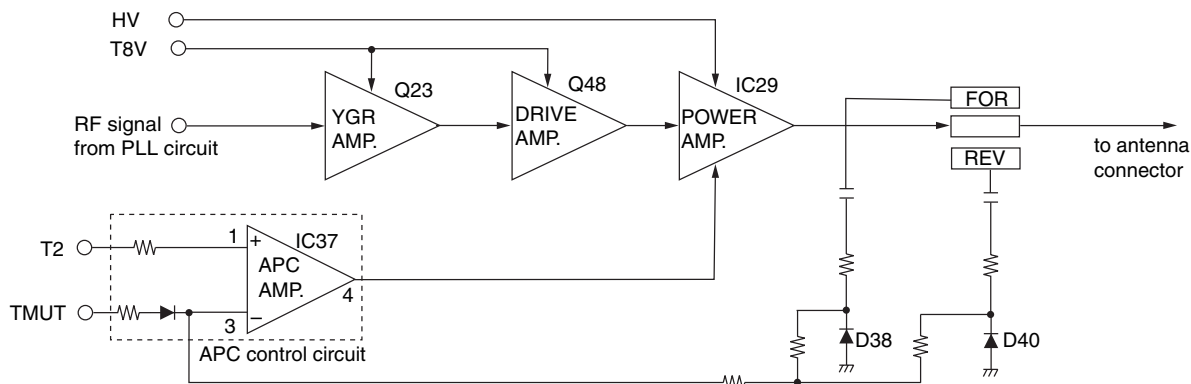 HV
T8V
Q23
Q48
IC29
FOR
RF signal
from PLL circuit
YGR
AMP.
DRIVE
AMP.
POWER
AMP.
REV
to antenna
connector
T2
1
+
IC37
APC
AMP.
4
TMUT
3
−
APC control circuit
D38
D40